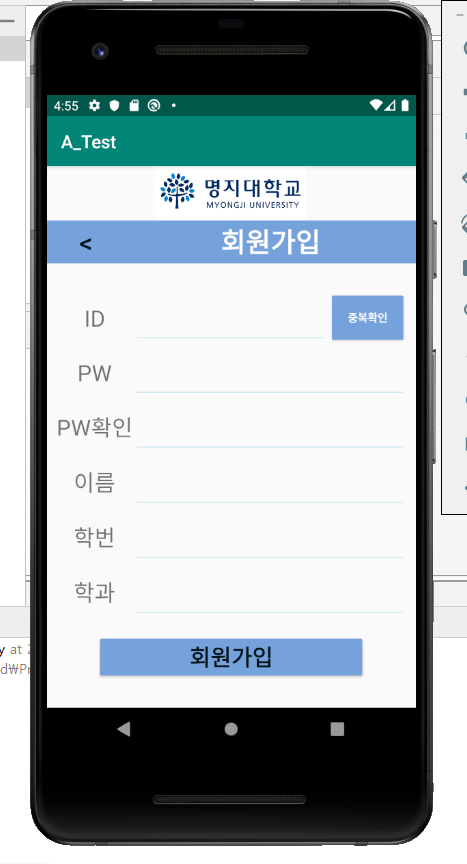 4:55
A_Test
명지대학교
MYONGJI UNIVERSITY
< 회원가입
ID 중복확인
PW
PW확인
이름
학번
학과
회원가입
y at 2
d₩Pr